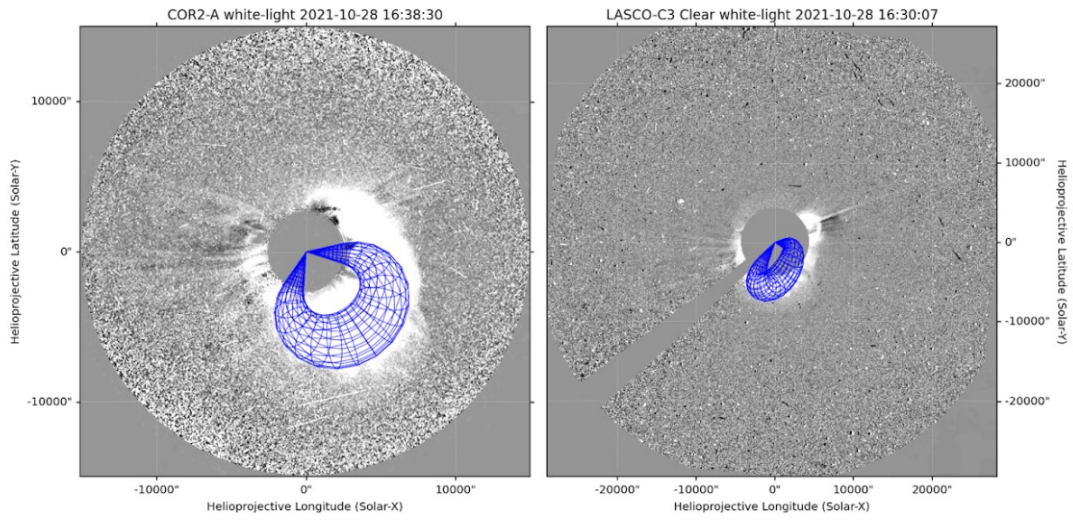 COR2-A white-light 2021-10-28 16:38:30
10000"
0"
-10000"
Helioprojective Latitude (Solar-Y)
-10000"
0"
10000"
Helioprojective Longitude (Solar-X)
LASCO-C3 Clear white-light 2021-10-28 16:30:07
20000"
10000"
0"
-10000"
-20000"
Helioprojective Latitude (Solar-Y)
-20000"
-10000"
0"
10000"
20000"
Helioprojective Longitude (Solar-X)